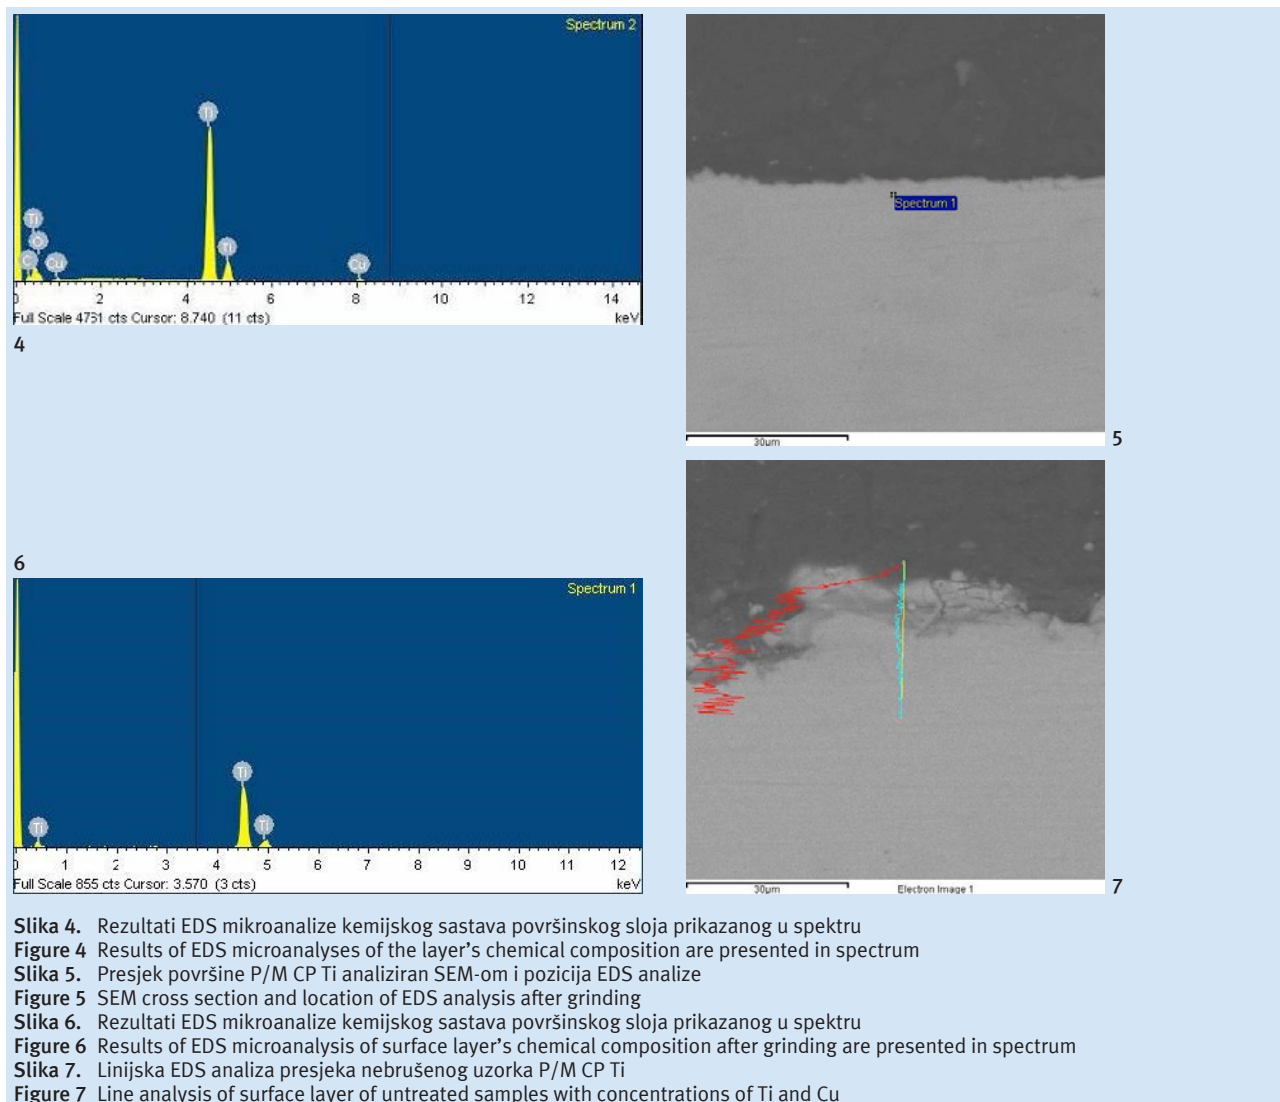 Spectrum 2
Ti
Ti
O
C
Cu
Ti
Cu
0 2 4 6 8 10 12 14
Full Scale 4731 cts Cursor: 8.740 (11 cts) keV
4
Spectrum 1
30µm
5
6
Spectrum 1
Ti
Ti
Ti
0 1 2 3 4 5 6 7 8 9 10 11 12
Full Scale 855 cts Cursor: 3.570 (3 cts) keV
30µm Electron Image 1
7
Slika 4. Rezultati EDS mikroanalize kemijskog sastava površinskog sloja prikazanog u spektru
Figure 4 Results of EDS microanalyses of the layer’s chemical composition are presented in spectrum
Slika 5. Presjek površine P/M CP Ti analiziran SEM-om i pozicija EDS analize
Figure 5 SEM cross section and location of EDS analysis after grinding
Slika 6. Rezultati EDS mikroanalize kemijskog sastava površinskog sloja prikazanog u spektru
Figure 6 Results of EDS microanalysis of surface layer’s chemical composition after grinding are presented in spectrum
Slika 7. Linijska EDS analiza presjeka nebrušenog uzorka P/M CP Ti
Figure 7 Line analysis of surface layer of untreated samples with concentrations of Ti and Cu